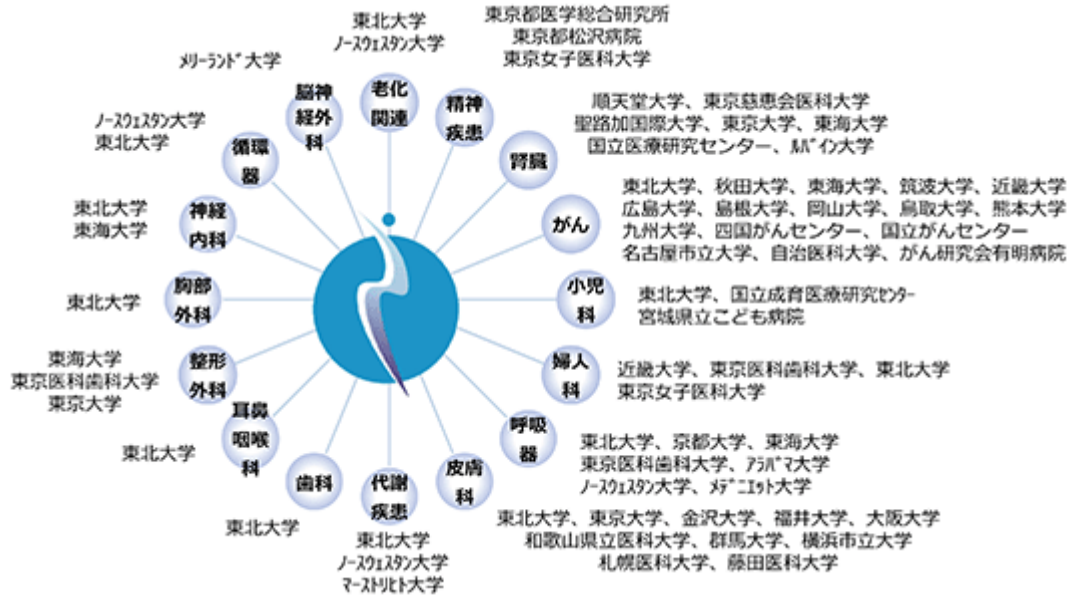 老化
関連
東北大学
ノースウェスタン大学
精神
疾患
東京都医学総合研究所
東京都松沢病院
東京女子医科大学
腎臓
順天堂大学、東京慈恵会医科大学
聖路加国際大学、東京大学、東海大学
国立医療研究センター、ルバイン大学
がん
東北大学、秋田大学、東海大学、筑波大学、近畿大学
広島大学、島根大学、岡山大学、鳥取大学、熊本大学
九州大学、四国がんセンター、国立がんセンター
名古屋市立大学、自治医科大学、がん研究会有明病院
小児
科
東北大学、国立成育医療研究センター
宮城県立こども病院
婦人
科
近畿大学、東京医科歯科大学、東北大学
東京女子医科大学
呼吸
器
東北大学、京都大学、東海大学
東京医科歯科大学、アラバマ大学
ノースウェスタン大学、メデニエット大学
皮膚
科
東北大学、東京大学、金沢大学、福井大学、大阪大学
和歌山県立医科大学、群馬大学、横浜市立大学
札幌医科大学、藤田医科大学
代謝
疾患
東北大学
ノースウェスタン大学
マーストリヒト大学
歯科
東北大学
耳鼻
咽喉
科
東北大学
整形
外科
東海大学
東京医科歯科大学
東京大学
胸部
外科
東北大学
神経
内科
東北大学
東海大学
循環
器
ノースウェスタン大学
東北大学
脳神
経外
科
メリーランド大学